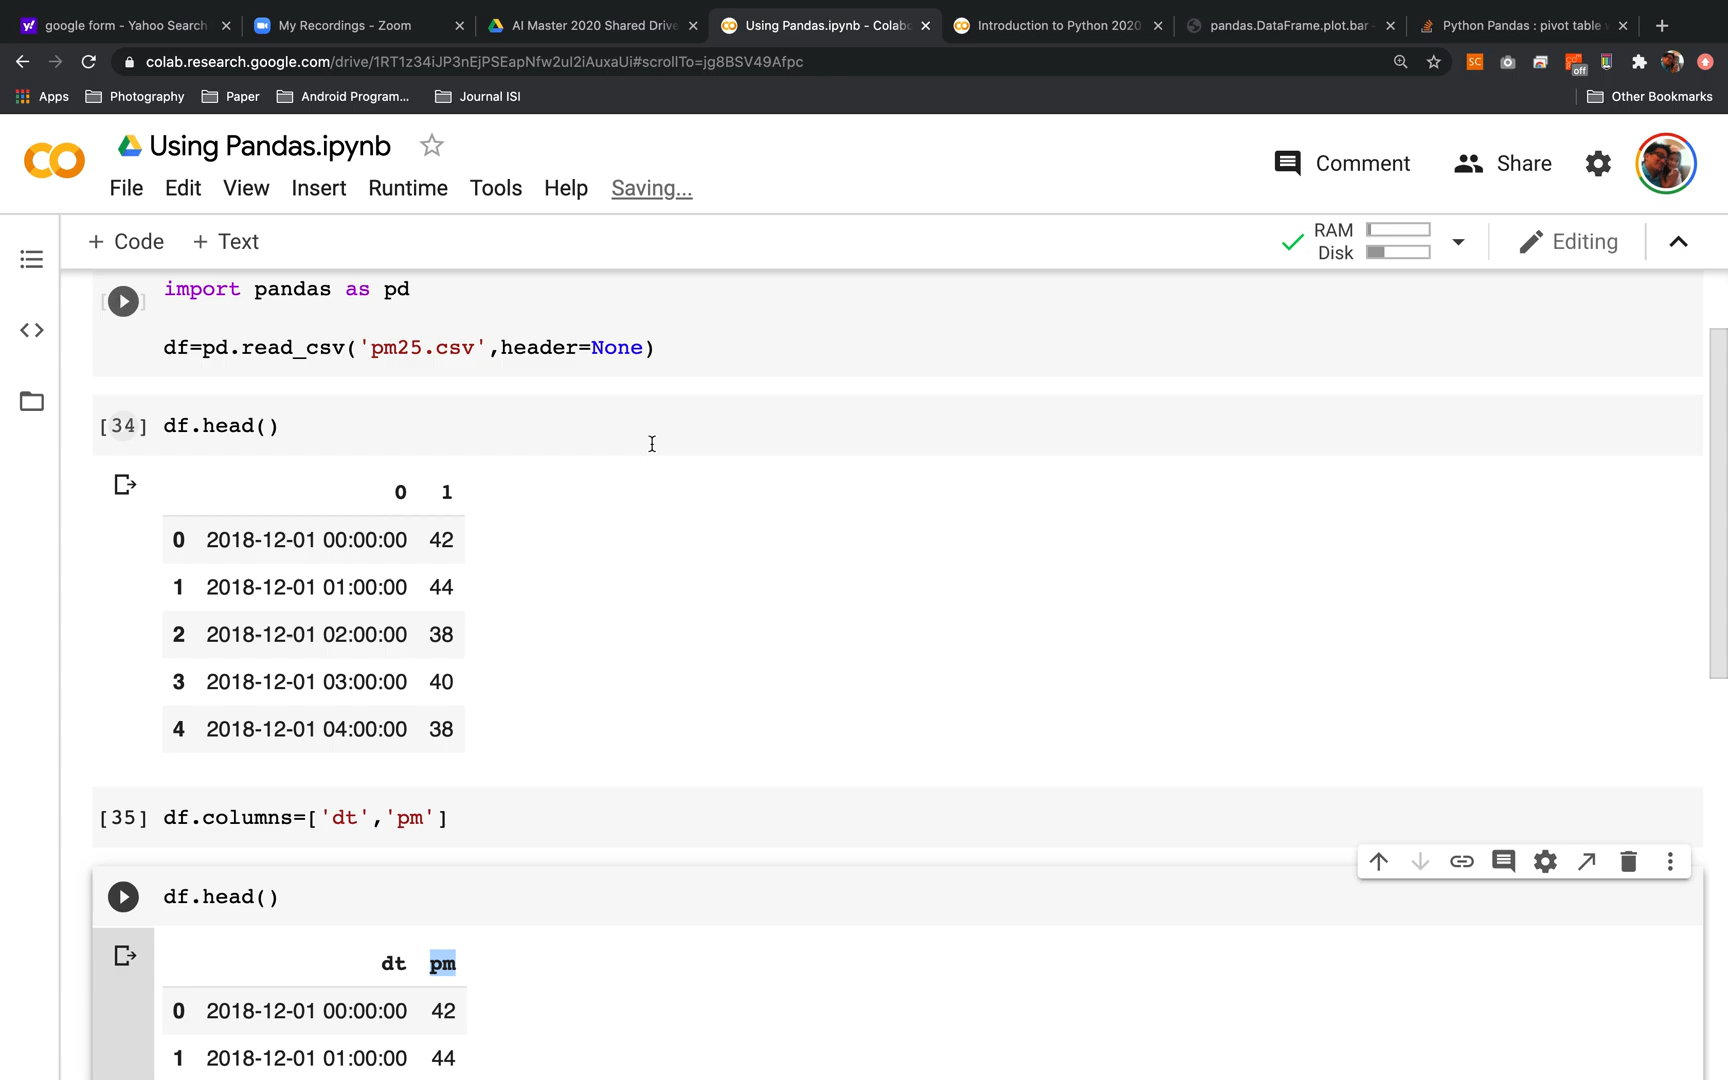 google form - Yahoo Search
My Recordings - Zoom
AI Master 2020 Shared Drive
Using Pandas.ipynb - Colab
Introduction to Python 2020.
pandas.DataFrame.plot.bar -
Python Pandas : pivot table
colab.research.google.com/drive/1RT1z34iJP3nEjPSEapNfw2uI2iAuxaUi#scrollTo=jg8BSV49Afpc
SC
off
Apps
Photography
Paper
Android Program...
Journal ISI
Other Bookmarks
Using Pandas.ipynb
Comment
Share
File Edit View Insert Runtime Tools Help Saving...
+ Code + Text
RAM
Disk
Editing
[ ] import pandas as pd
df=pd.read_csv('pm25.csv',header=None)
[34] df.head()
0 1
0 2018-12-01 00:00:00 42
1 2018-12-01 01:00:00 44
2 2018-12-01 02:00:00 38
3 2018-12-01 03:00:00 40
4 2018-12-01 04:00:00 38
[35] df.columns=['dt','pm']
df.head()
dt pm
0 2018-12-01 00:00:00 42
1 2018-12-01 01:00:00 44